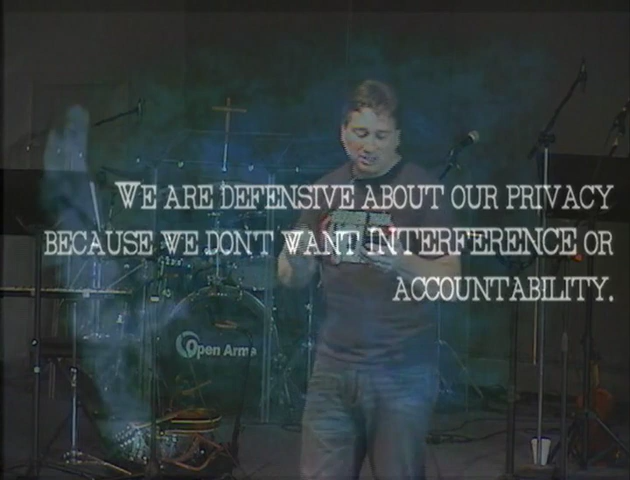 We are defensive about our privacy
because we don't want interference or
accountability.
Open Arms